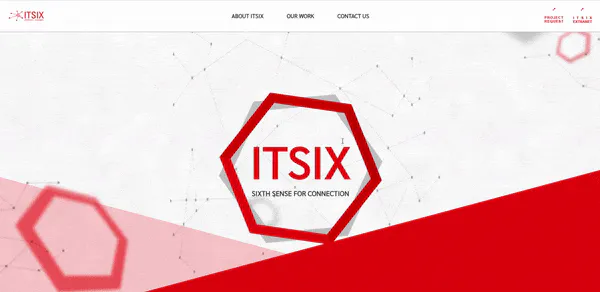 ITSIX
ABOUT ITSIX
OUR WORK
CONTACT US
PROJECT
REQUEST
ITSIX
EXTRANET
ITSIX
SIXTH SENSE FOR CONNECTION